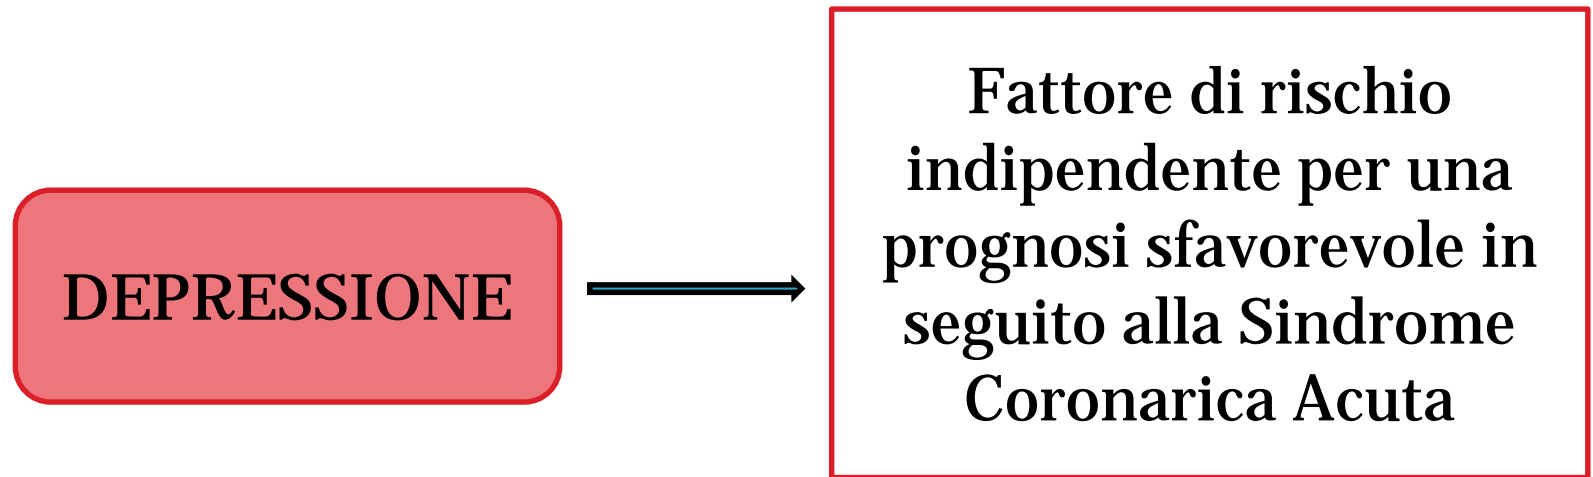 DEPRESSIONE
Fattore di rischio
indipendente per una
prognosi sfavorevole in
seguito alla Sindrome
Coronarica Acuta